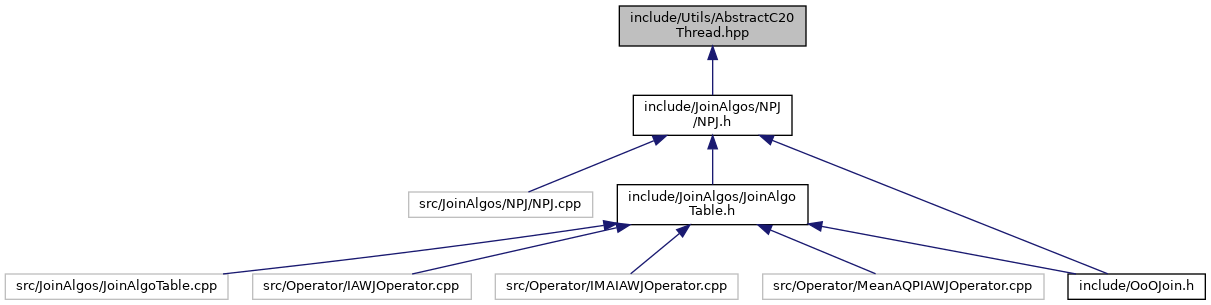 include/Utils/AbstractC20
Thread.hpp
include/JoinAlgos/NPJ
/NPJ.h
src/JoinAlgos/NPJ/NPJ.cpp
include/JoinAlgos/JoinAlgo
Table.h
src/JoinAlgos/JoinAlgoTable.cpp
src/Operator/IAWJOperator.cpp
src/Operator/IMAIAWJOperator.cpp
src/Operator/MeanAQPIAWJOperator.cpp
include/OoOJoin.h